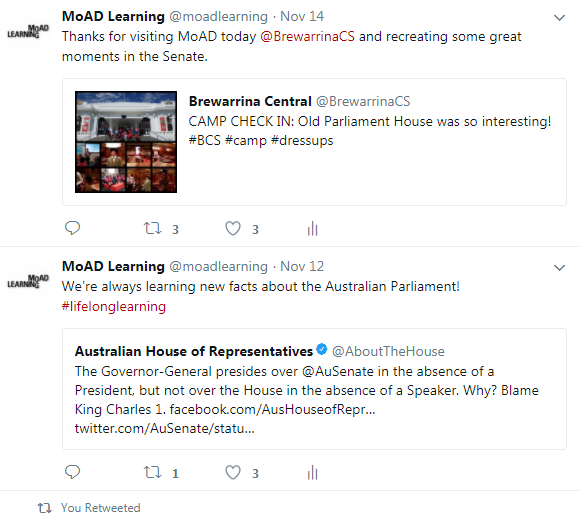 MoAD LEARNING
MoAD Learning @moadlearning · Nov 14
Thanks for visiting MoAD today @BrewarrinaCS and recreating some great
moments in the Senate.
Brewarrina Central @BrewarrinaCS
CAMP CHECK IN: Old Parliament House was so interesting!
#BCS #camp #dressups
3 3
MoAD LEARNING
MoAD Learning @moadlearning · Nov 12
We're always learning new facts about the Australian Parliament!
#lifelonglearning
Australian House of Representatives @AboutTheHouse
The Governor-General presides over @AuSenate in the absence of a
President, but not over the House in the absence of a Speaker. Why? Blame
King Charles 1. facebook.com/AusHouseofRepr…
twitter.com/AuSenate/statu…
1 3
You Retweeted